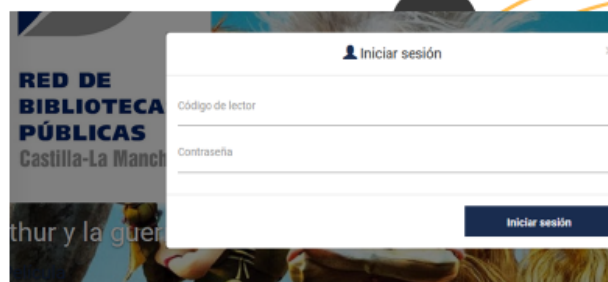 Iniciar sesión
RED DE
BIBLIOTECA
PÚBLICAS
Castilla-La Manch
Código de lector
Contraseña
Iniciar sesión
thur y la guer